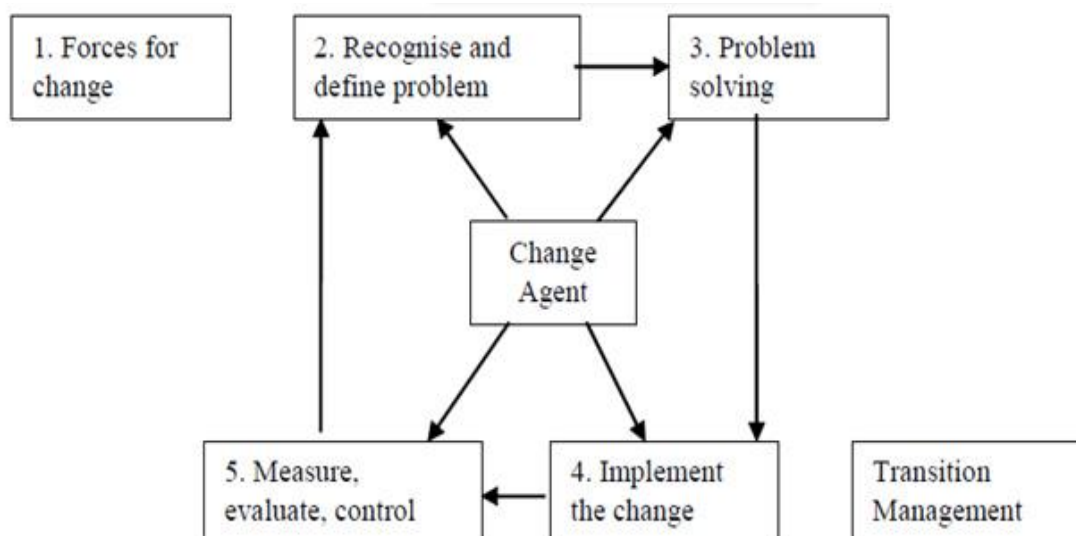 1. Forces for
change
2. Recognise and
define problem
3. Problem
solving
Change
Agent
5. Measure,
evaluate, control
4. Implement
the change
Transition
Management